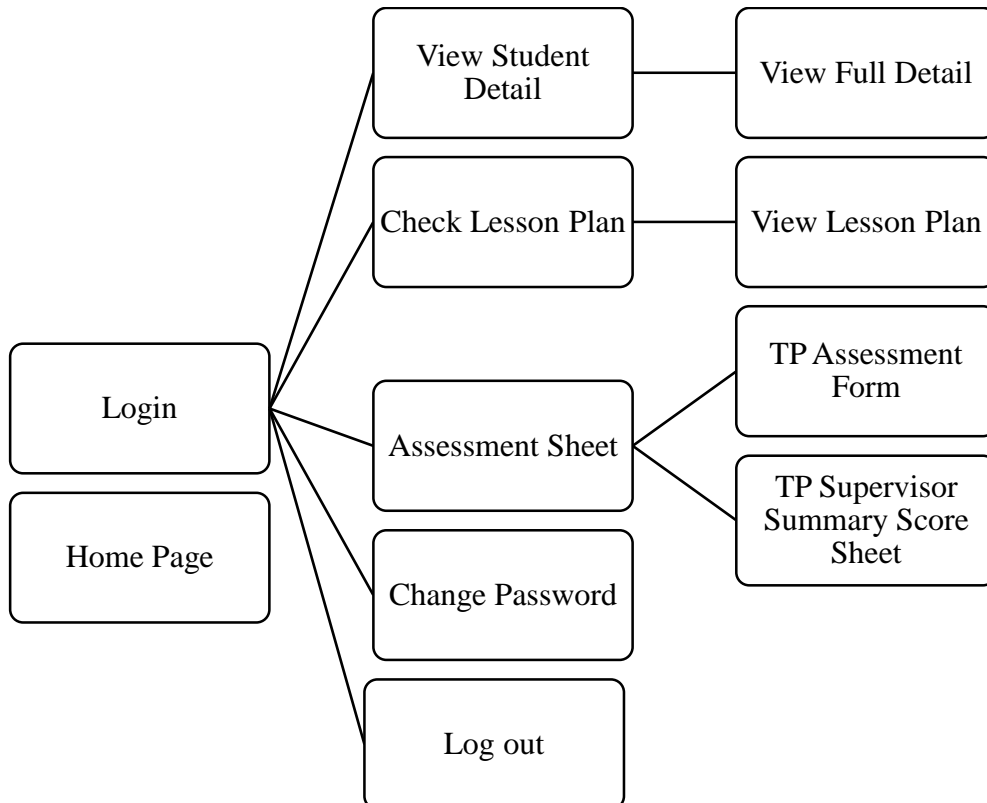 View Student
Detail
View Full Detail
Check Lesson Plan
View Lesson Plan
TP Assessment
Form
Login
Assessment Sheet
TP Supervisor
Summary Score
Sheet
Home Page
Change Password
Log out